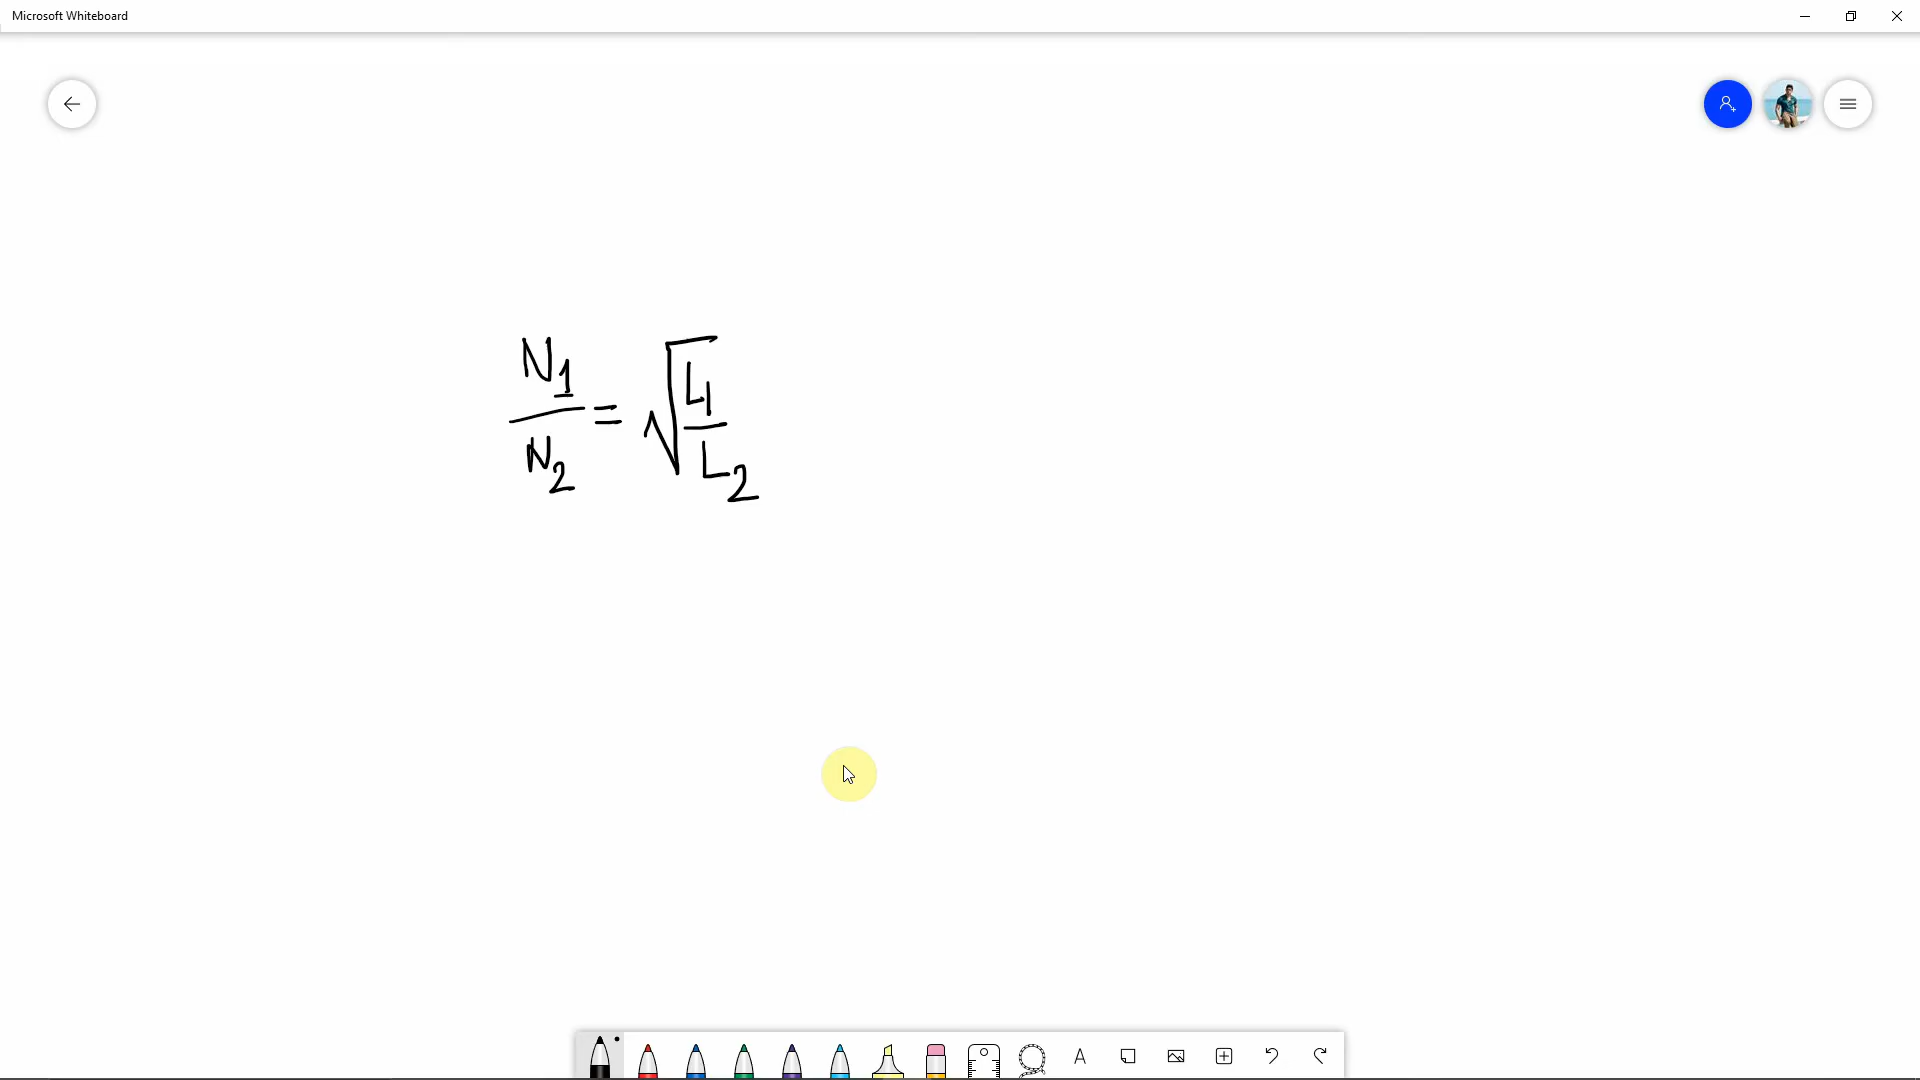 Microsoft Whiteboard
N1/N2 = √(L1/L2)
A